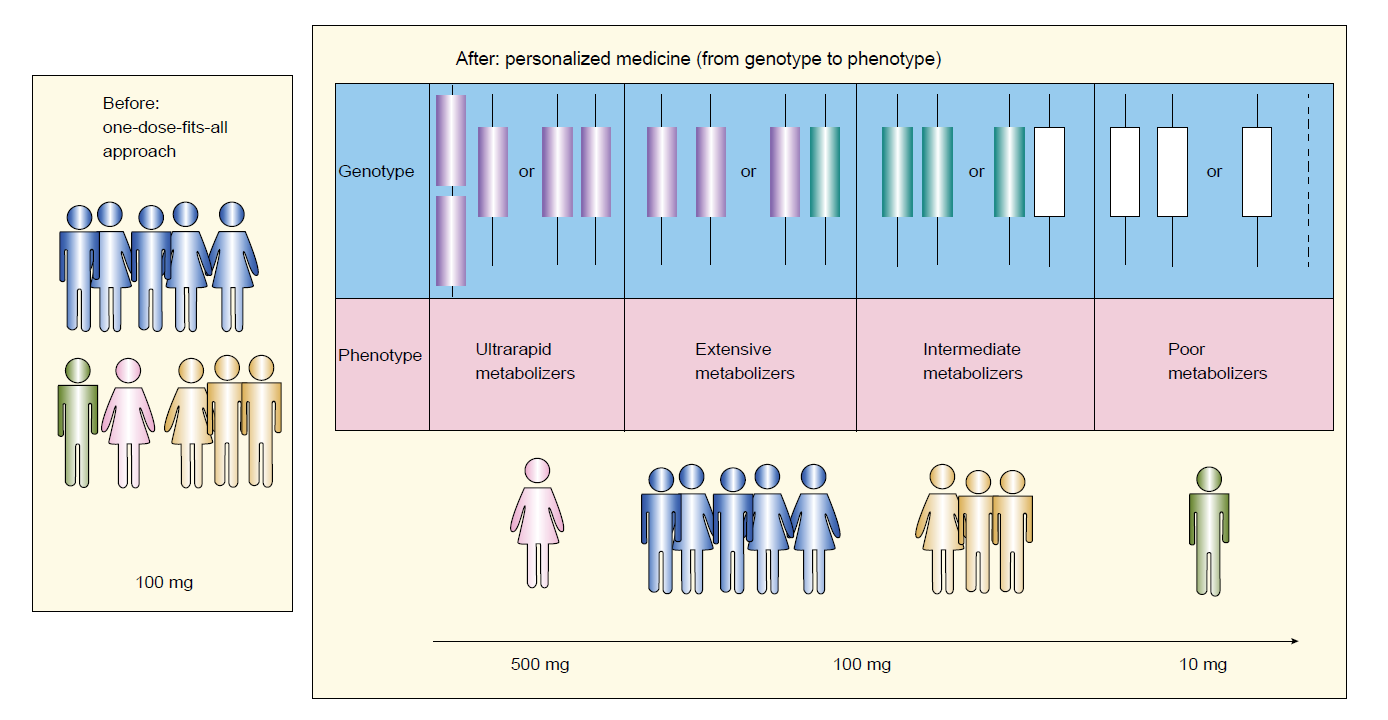 Before:
one-dose-fits-all
approach
100 mg
After: personalized medicine (from genotype to phenotype)
Genotype
or
or
or
or
Phenotype
Ultrarapid
metabolizers
Extensive
metabolizers
Intermediate
metabolizers
Poor
metabolizers
500 mg
100 mg
10 mg